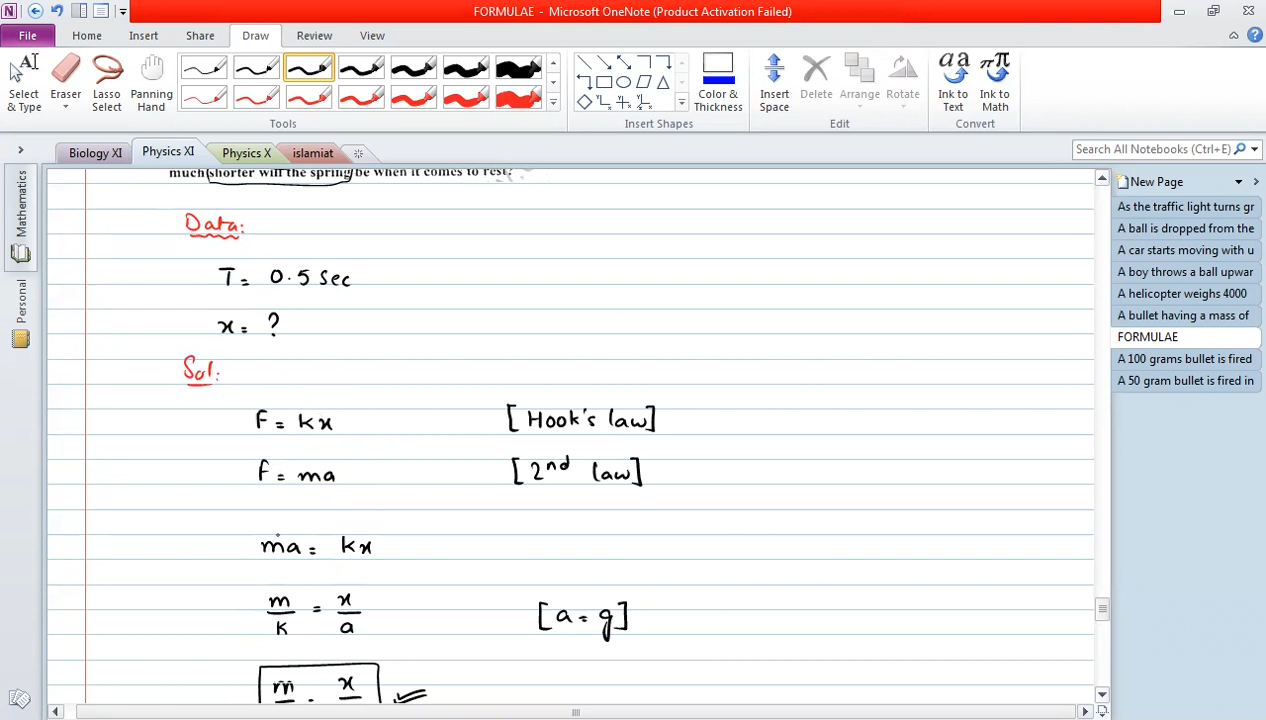 FORMULAE - Microsoft OneNote (Product Activation Failed)
File Home Insert Share Draw Review View
Select & Type
Eraser
Lasso Select
Panning Hand
Color & Thickness
Insert Space
Delete
Arrange
Rotate
Ink to Text
Ink to Math
Tools
Insert Shapes
Edit
Convert
Biology XI Physics XI Physics X islamiat
Search All Notebooks (Ctrl+E)
Mathematics
Personal
New Page
As the traffic light turns gr
A ball is dropped from the
A car starts moving with u
A boy throws a ball upwar
A helicopter weighs 4000
A bullet having a mass of
FORMULAE
A 100 grams bullet is fired
A 50 gram bullet is fired in
much shorter will the spring be when it comes to rest?
Data:
T = 0.5 Sec
x = ?
Sol:
F = kx [Hook's law]
F = ma [2nd law]
ma = kx
m/k = x/a [a = g]
m x